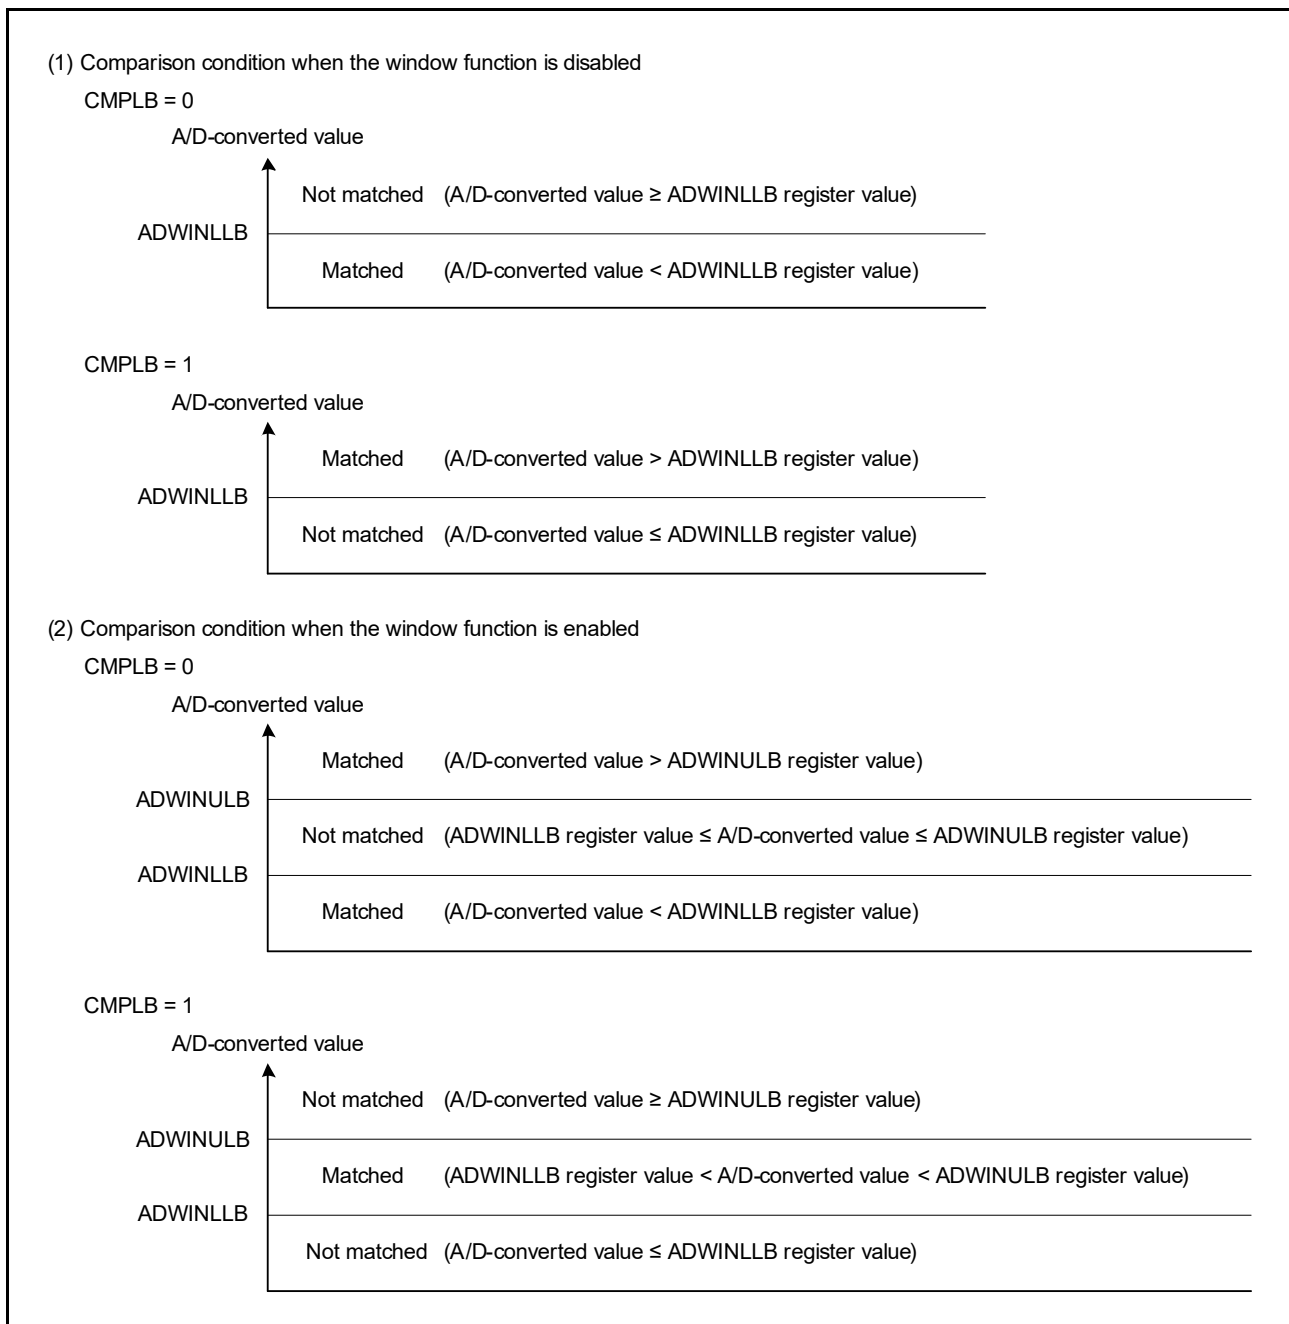 (1) Comparison condition when the window function is disabled
CMPLB = 0
A/D-converted value
Not matched (A/D-converted value ≥ ADWINLLB register value)
ADWINLLB
Matched (A/D-converted value < ADWINLLB register value)
CMPLB = 1
A/D-converted value
Matched (A/D-converted value > ADWINLLB register value)
ADWINLLB
Not matched (A/D-converted value ≤ ADWINLLB register value)
(2) Comparison condition when the window function is enabled
CMPLB = 0
A/D-converted value
Matched (A/D-converted value > ADWINULB register value)
ADWINULB
Not matched (ADWINLLB register value ≤ A/D-converted value ≤ ADWINULB register value)
ADWINLLB
Matched (A/D-converted value < ADWINLLB register value)
CMPLB = 1
A/D-converted value
Not matched (A/D-converted value ≥ ADWINULB register value)
ADWINULB
Matched (ADWINLLB register value < A/D-converted value < ADWINULB register value)
ADWINLLB
Not matched (A/D-converted value ≤ ADWINLLB register value)